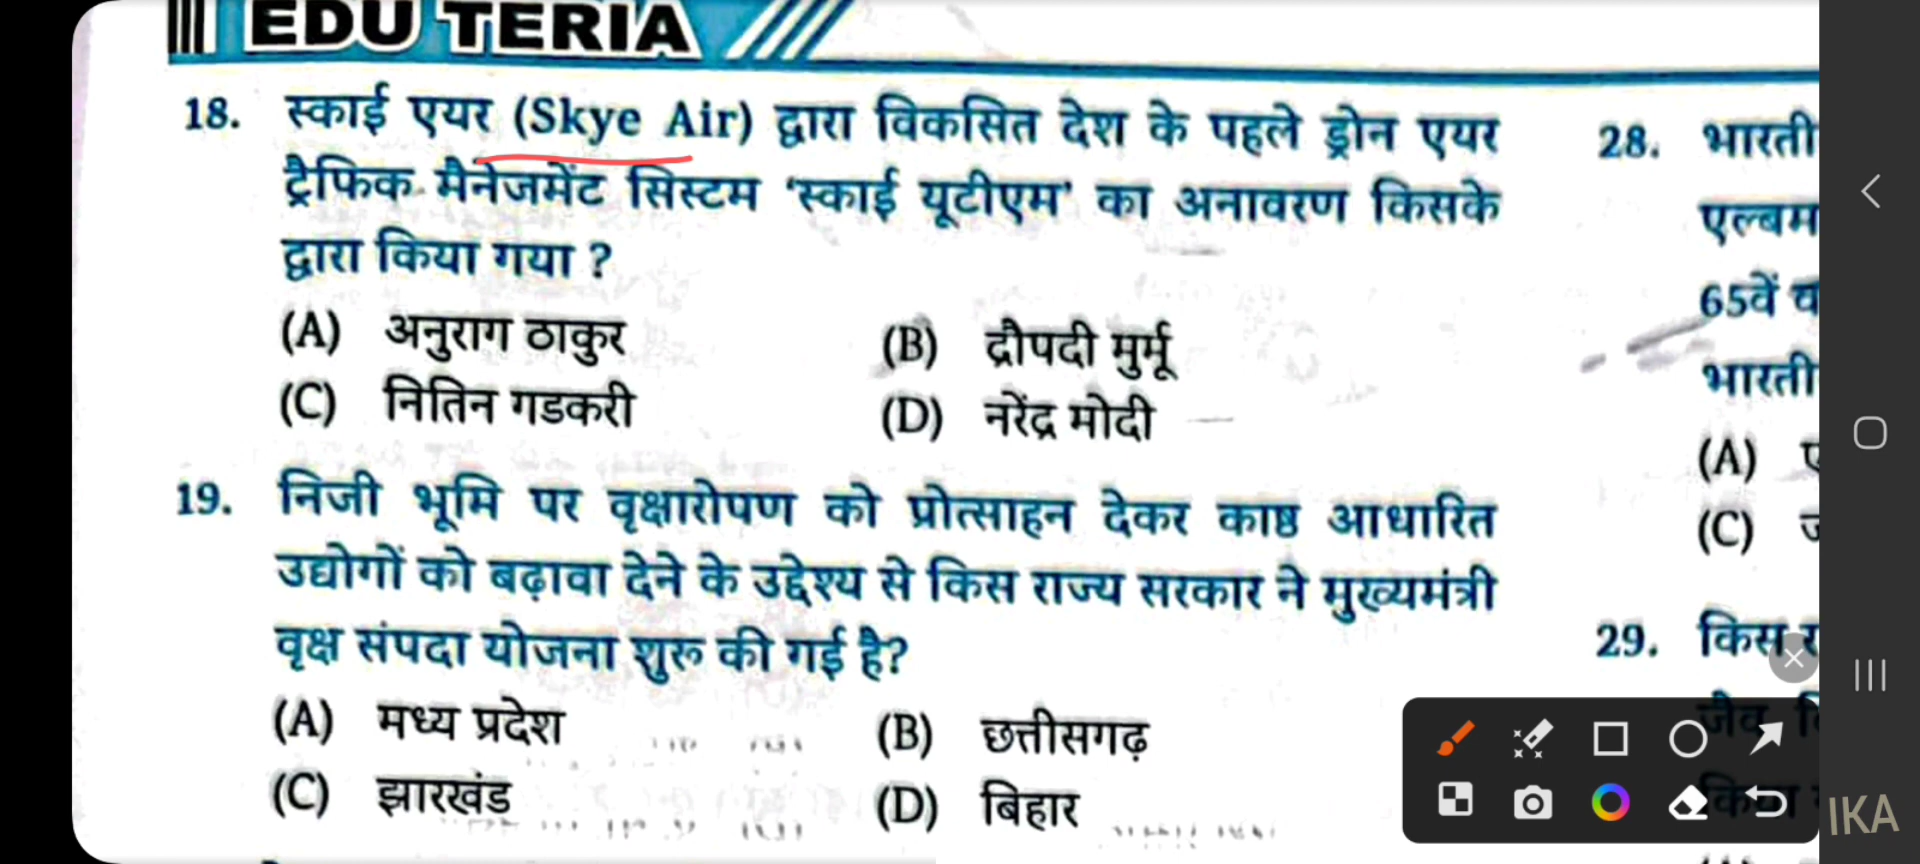 EDU TERIA
18. स्काई एयर (Skye Air) द्वारा विकसित देश के पहले ड्रोन एयर
ट्रैफिक मैनेजमेंट सिस्टम ‘स्काई यूटीएम’ का अनावरण किसके
द्वारा किया गया ?
(A) अनुराग ठाकुर (B) द्रौपदी मुर्मू
(C) नितिन गडकरी (D) नरेंद्र मोदी
19. निजी भूमि पर वृक्षारोपण को प्रोत्साहन देकर काष्ठ आधारित
उद्योगों को बढ़ावा देने के उद्देश्य से किस राज्य सरकार ने मुख्यमंत्री
वृक्ष संपदा योजना शुरू की गई है?
(A) मध्य प्रदेश (B) छत्तीसगढ़
(C) झारखंड (D) बिहार
28. भारती
एल्बम
65वें
भारती
(A)
(C)
29. किस
जैव
IKA